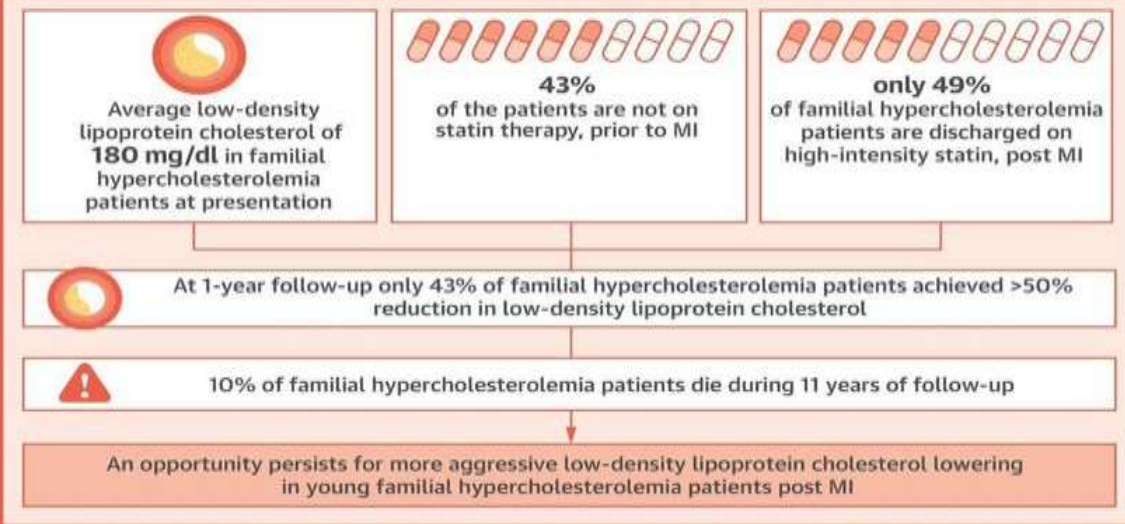 Average low-density
lipoprotein cholesterol of
180 mg/dl in familial
hypercholesterolemia
patients at presentation
43%
of the patients are not on
statin therapy, prior to MI
only 49%
of familial hypercholesterolemia
patients are discharged on
high-intensity statin, post MI
At 1-year follow-up only 43% of familial hypercholesterolemia patients achieved >50%
reduction in low-density lipoprotein cholesterol
10% of familial hypercholesterolemia patients die during 11 years of follow-up
An opportunity persists for more aggressive low-density lipoprotein cholesterol lowering
in young familial hypercholesterolemia patients post MI